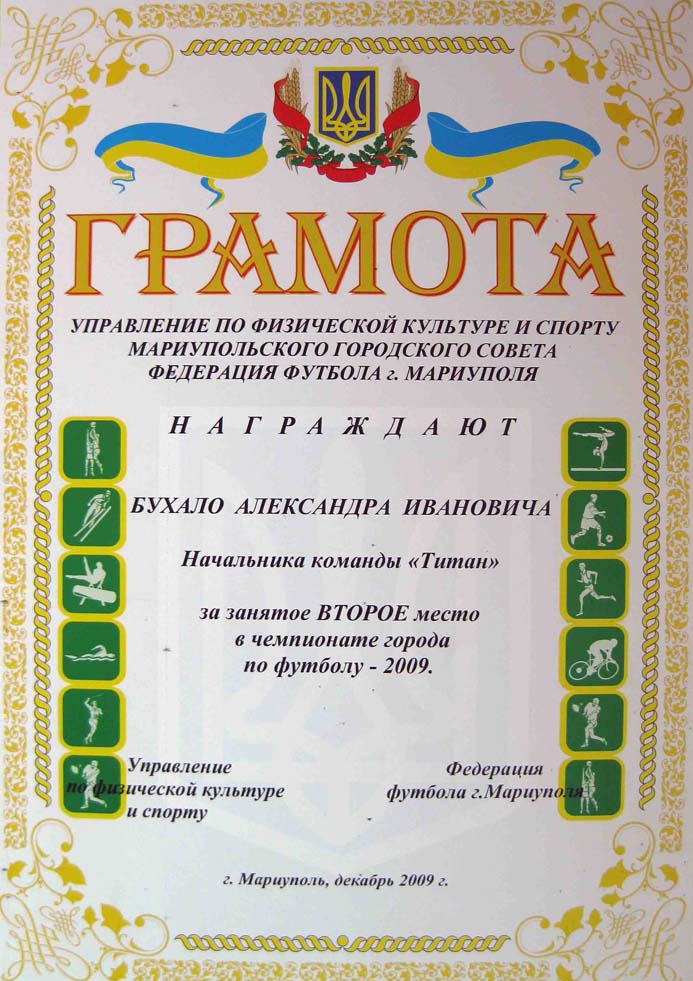 ГРАМОТА
УПРАВЛЕНИЕ ПО ФИЗИЧЕСКОЙ КУЛЬТУРЕ И СПОРТУ
МАРИУПОЛЬСКОГО ГОРОДСКОГО СОВЕТА
ФЕДЕРАЦИЯ ФУТБОЛА г. МАРИУПОЛЯ
Н А Г Р А Ж Д А Ю Т
БУХАЛО АЛЕКСАНДРА ИВАНОВИЧА
Начальника команды «Титан»
за занятое ВТОРОЕ место
в чемпионате города
по футболу - 2009.
Управление
по физической культуре
и спорту
Федерация
футбола г.Мариуполя
г. Мариуполь, декабрь 2009 г.